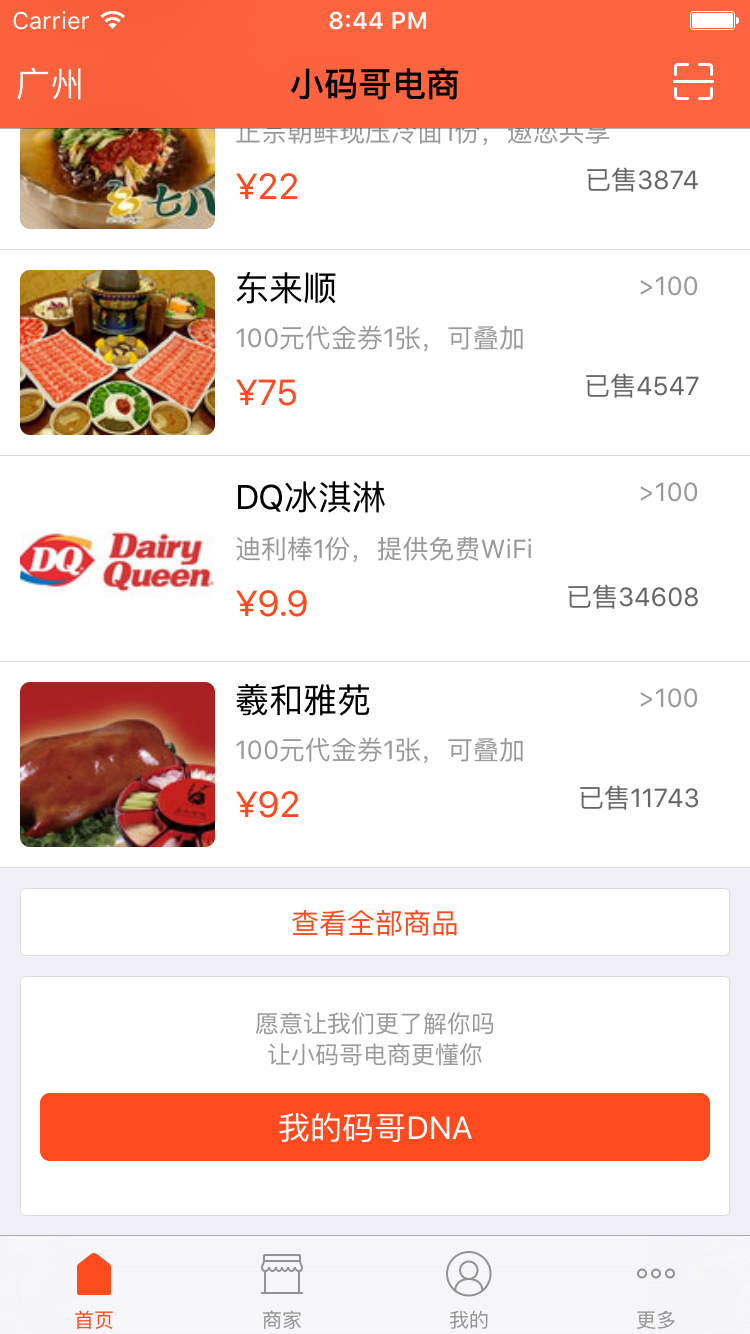 Carrier 8:44 PM
广州 小码哥电商
正宗朝鲜现压冷面1份，邀您共享
¥22 已售3874
七八
东来顺 >100
100元代金券1张，可叠加
¥75 已售4547
DQ冰淇淋 >100
迪利棒1份，提供免费WiFi
¥9.9 已售34608
DQ Dairy Queen
羲和雅苑 >100
100元代金券1张，可叠加
¥92 已售11743
查看全部商品
愿意让我们更了解你吗
让小码哥电商更懂你
我的码哥DNA
首页 商家 我的 更多